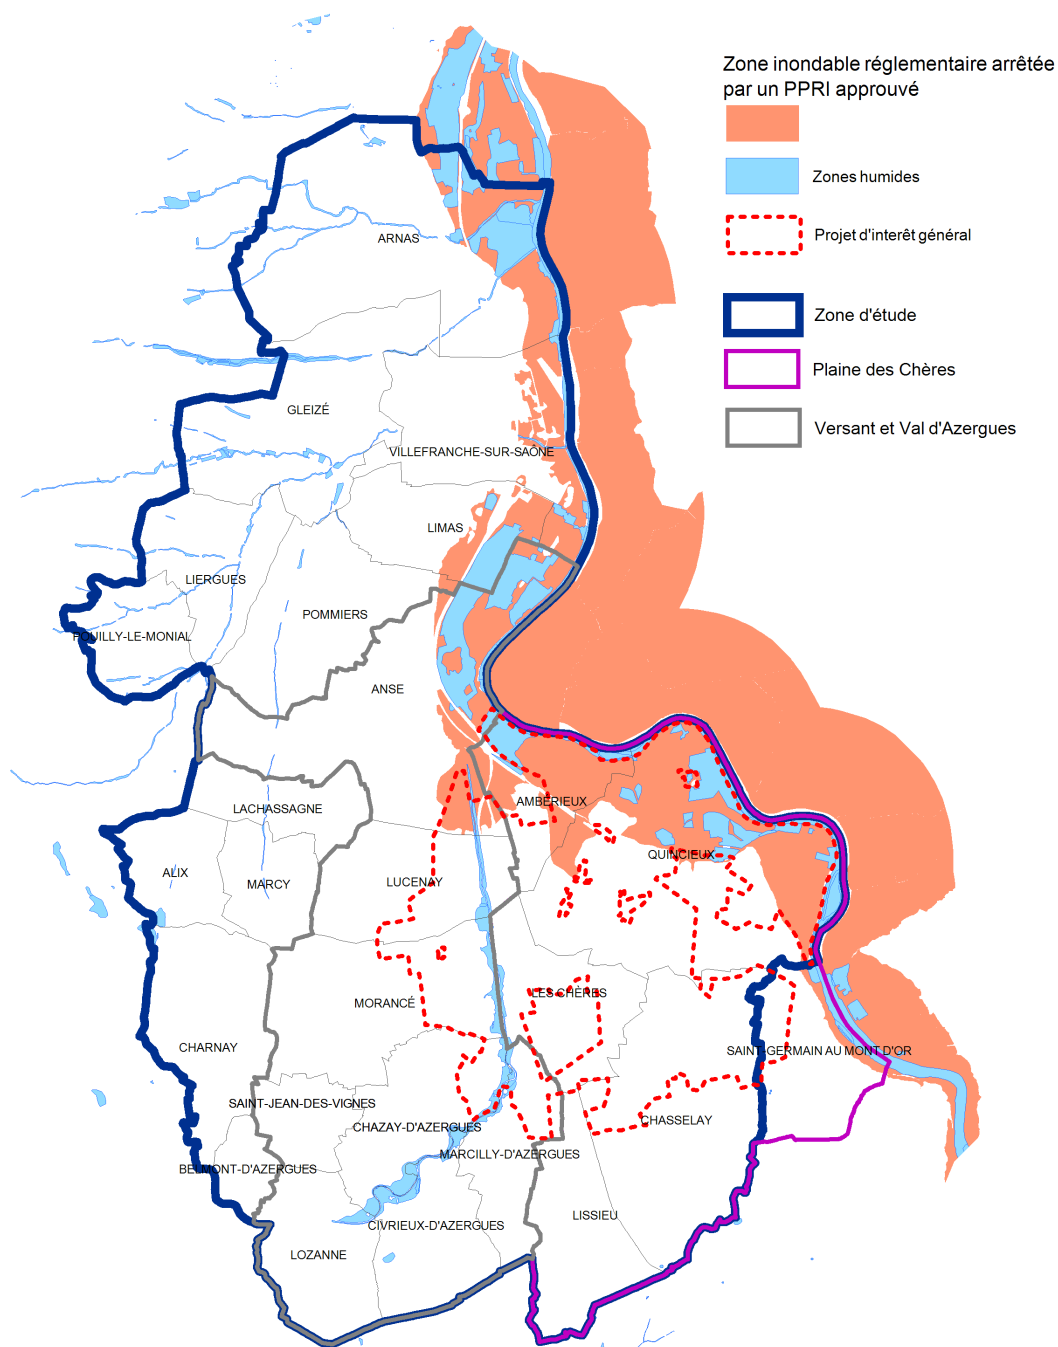 Zone inondable réglementaire arrêtée
par un PPRI approuvé
Zones humides
Projet d'interêt général
Zone d'étude
Plaine des Chères
Versant et Val d'Azergues
ARNAS
GLEIZÉ
VILLEFRANCHE-SUR-SAÔNE
LIMAS
LIERGUES
POMMIERS
POUILLY-LE-MONIAL
ANSE
LACHASSAGNE
AMBÉRIEUX
ALIX
MARCY
LUCENAY
QUINCIEUX
MORANCÉ
LES CHÈRES
CHARNAY
SAINT-GERMAIN AU MONT D'OR
SAINT-JEAN-DES-VIGNES
CHAZAY-D'AZERGUES
CHASSELAY
MARCILLY-D'AZERGUES
BELMONT-D'AZERGUES
LISSIEU
CIVRIEUX-D'AZERGUES
LOZANNE